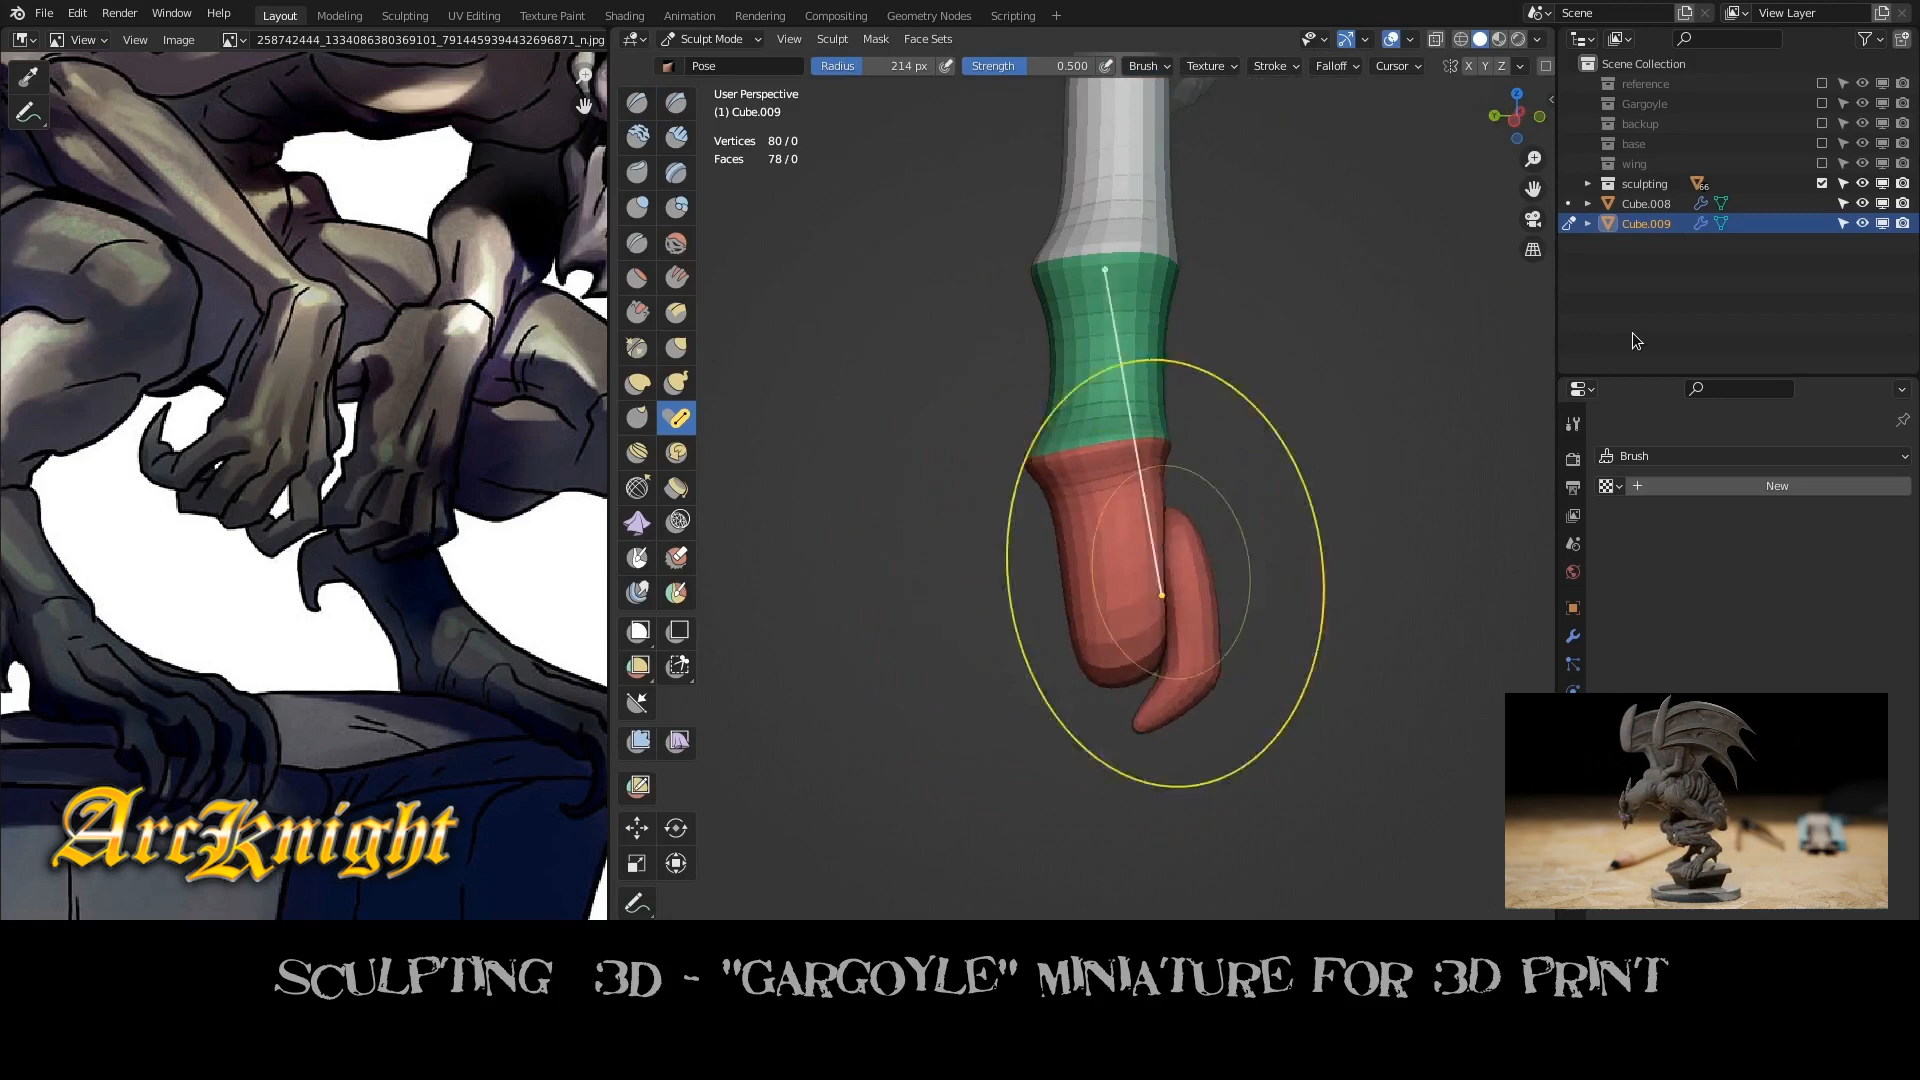 File Edit Render Window Help
Layout Modeling Sculpting UV Editing Texture Paint Shading Animation Rendering Compositing Geometry Nodes Scripting +
Scene
View Layer
View View Image 258742444_1334086380369101_7914459394432696871_n.jpg
Sculpt Mode View Sculpt Mask Face Sets
Pose Radius 214 px Strength 0.500 Brush Texture Stroke Falloff Cursor X Y Z
User Perspective
(1) Cube.009
Vertices 80/0
Faces 78/0
Z
Y
Scene Collection
reference
Gargoyle
backup
base
wing
sculpting 66
Cube.008
Cube.009
Brush
+ New
ArcKnight
SCULPTING 3D - "GARGOYLE" MINIATURE FOR 3D PRINT